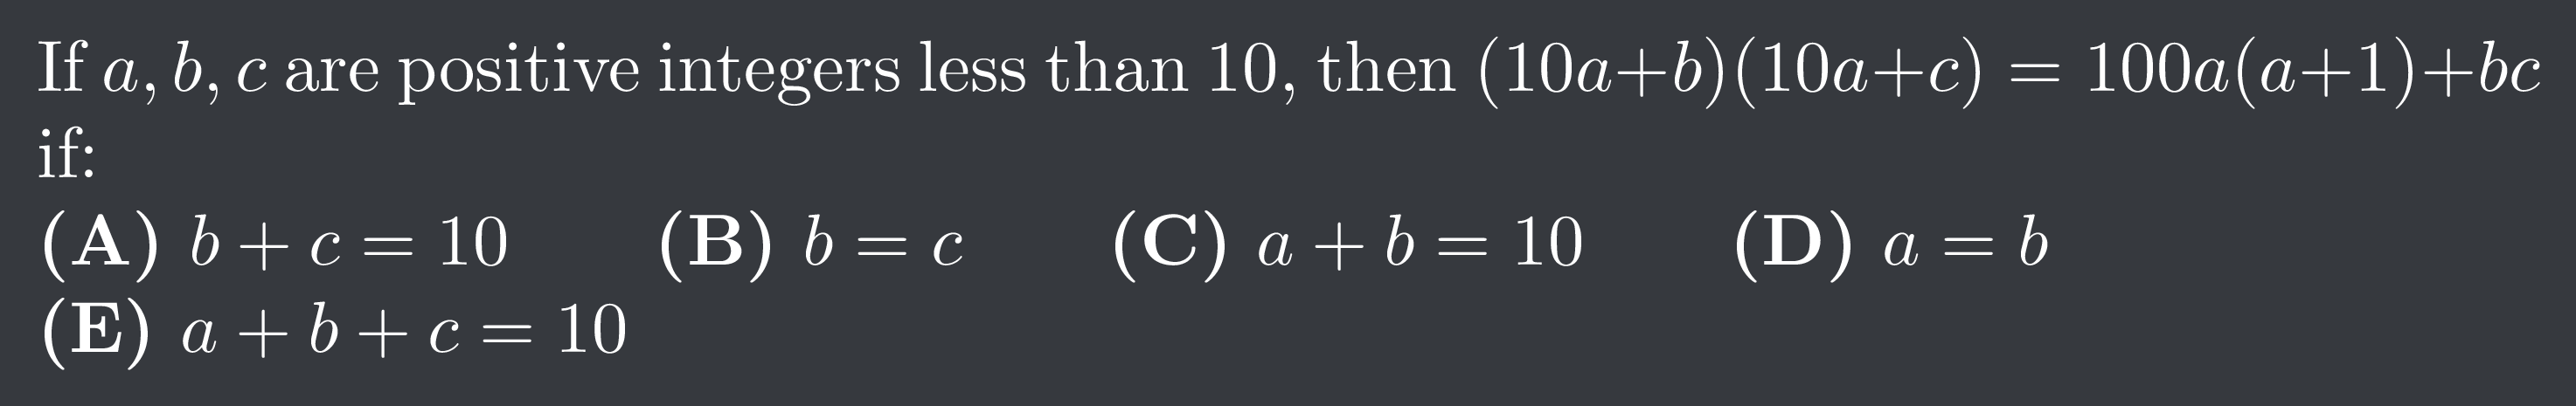 If a, b, c are positive integers less than 10, then (10a+b)(10a+c) = 100a(a+1)+bc
if:
(A) b + c = 10 (B) b = c (C) a + b = 10 (D) a = b
(E) a + b + c = 10